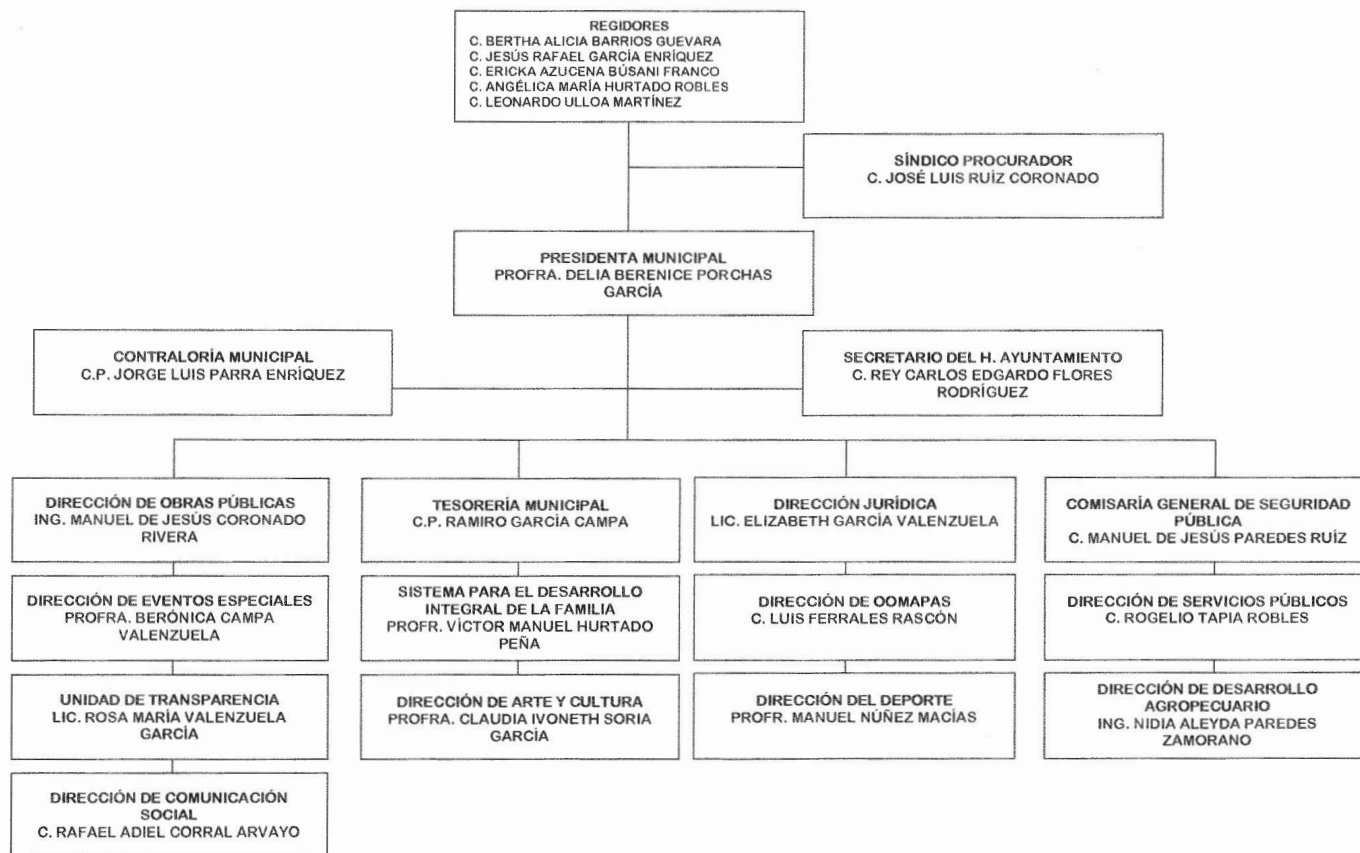 REGIDORES
C. BERTHA ALICIA BARRIOS GUEVARA
C. JESÚS RAFAEL GARCÍA ENRÍQUEZ
C. ERICKA AZUCENA BÚSANI FRANCO
C. ANGÉLICA MARÍA HURTADO ROBLES
C. LEONARDO ULLOA MARTÍNEZ
SÍNDICO PROCURADOR
C. JOSÉ LUIS RUÍZ CORONADO
PRESIDENTA MUNICIPAL
PROFRA. DELIA BERENICE PORCHAS
GARCÍA
CONTRALORÍA MUNICIPAL
C.P. JORGE LUIS PARRA ENRÍQUEZ
SECRETARIO DEL H. AYUNTAMIENTO
C. REY CARLOS EDGARDO FLORES
RODRÍGUEZ
DIRECCIÓN DE OBRAS PÚBLICAS
ING. MANUEL DE JESÚS CORONADO
RIVERA
TESORERÍA MUNICIPAL
C.P. RAMIRO GARCÍA CAMPA
DIRECCIÓN JURÍDICA
LIC. ELIZABETH GARCÍA VALENZUELA
COMISARÍA GENERAL DE SEGURIDAD
PÚBLICA
C. MANUEL DE JESÚS PAREDES RUÍZ
DIRECCIÓN DE EVENTOS ESPECIALES
PROFRA. BERÓNICA CAMPA
VALENZUELA
SISTEMA PARA EL DESARROLLO
INTEGRAL DE LA FAMILIA
PROFR. VÍCTOR MANUEL HURTADO
PEÑA
DIRECCIÓN DE OOMAPAS
C. LUIS FERRALES RASCÓN
DIRECCIÓN DE SERVICIOS PÚBLICOS
C. ROGELIO TAPIA ROBLES
UNIDAD DE TRANSPARENCIA
LIC. ROSA MARÍA VALENZUELA
GARCÍA
DIRECCIÓN DE ARTE Y CULTURA
PROFRA. CLAUDIA IVONETH SORIA
GARCÍA
DIRECCIÓN DEL DEPORTE
PROFR. MANUEL NÚÑEZ MACÍAS
DIRECCIÓN DE DESARROLLO
AGROPECUARIO
ING. NIDIA ALEYDA PAREDES
ZAMORANO
DIRECCIÓN DE COMUNICACIÓN
SOCIAL
C. RAFAEL ADIEL CORRAL ARVAYO